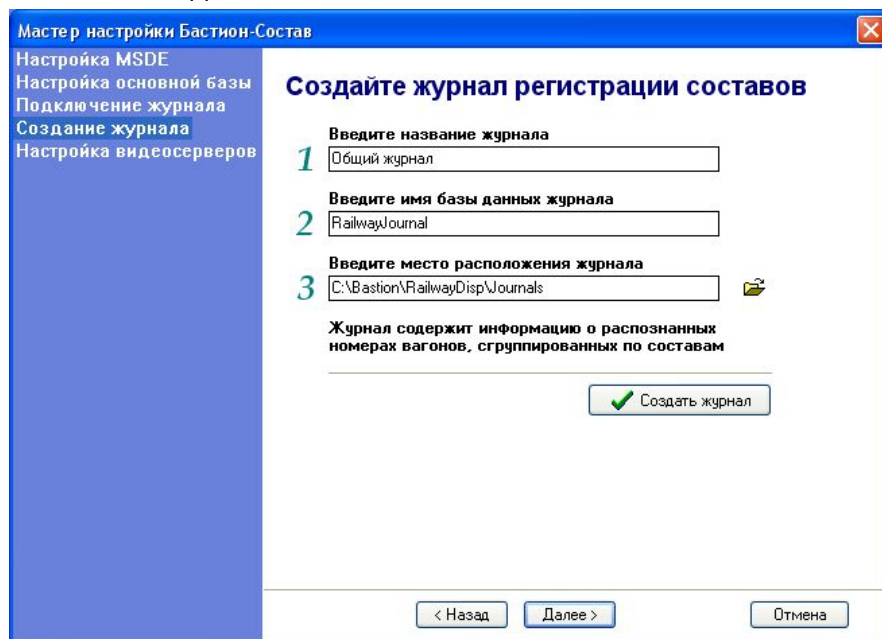 Мастер настройки Бастион-Состав
Настройка MSDE
Настройка основной базы
Подключение журнала
Создание журнала
Настройка видеосерверов
Создайте журнал регистрации составов
Введите название журнала
1 Общий журнал
Введите имя базы данных журнала
2 RailwayJournal
Введите место расположения журнала
3 C:\Bastion\RailwayDisp\Journals
Журнал содержит информацию о распознанных
номерах вагонов, сгруппированных по составам
Создать журнал
< Назад
Далее >
Отмена